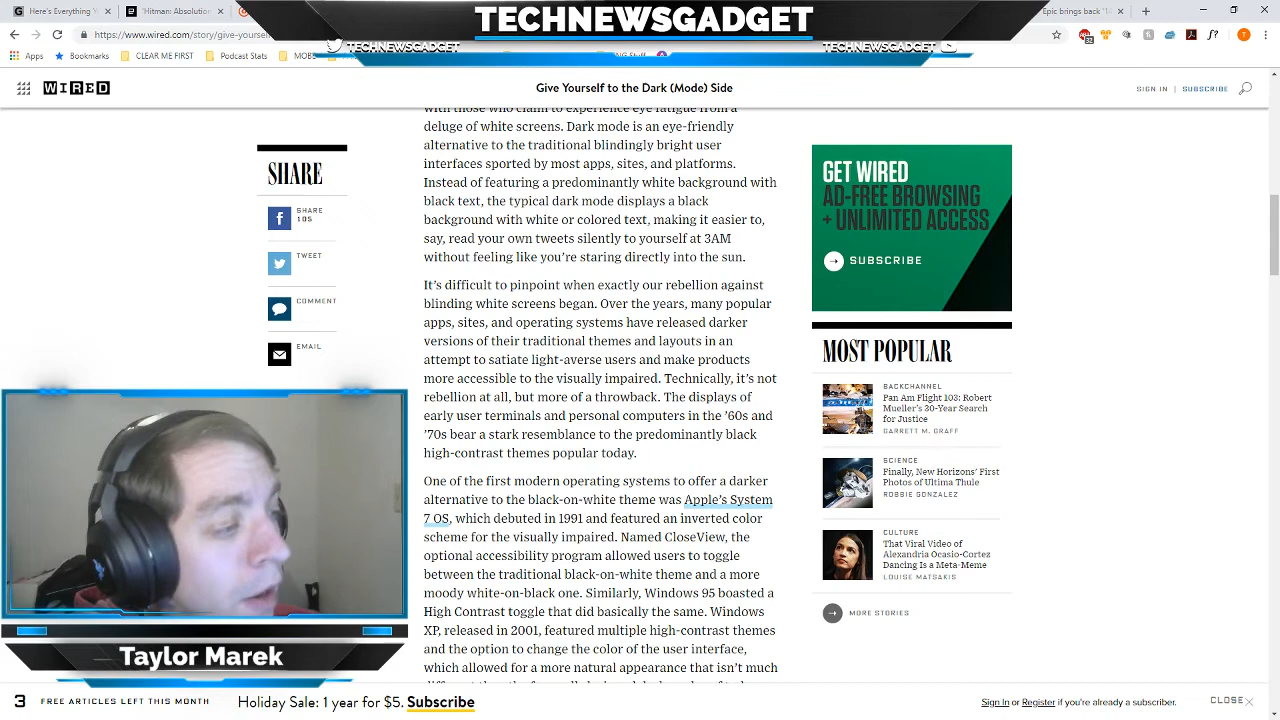 TECHNEWSGADGET
Here's Everything Y
Hitman: Absolution
Epic brings back '14
https://www.wired.com/story/give-yourself
TECHNEWSGADGET
TECHNEWSGADGET
Apps
Bookmarks
CLEAR ME FIRST
Podcast Stuff
MOBS
WIRED
Give Yourself to the Dark (Mode) Side
SIGN IN | SUBSCRIBE
with those who claim to experience eye fatigue from a
deluge of white screens. Dark mode is an eye-friendly
alternative to the traditional blindingly bright user
interfaces sported by most apps, sites, and platforms.
Instead of featuring a predominantly white background with
black text, the typical dark mode displays a black
background with white or colored text, making it easier to,
say, read your own tweets silently to yourself at 3AM
without feeling like you're staring directly into the sun.
It's difficult to pinpoint when exactly our rebellion against
blinding white screens began. Over the years, many popular
apps, sites, and operating systems have released darker
versions of their traditional themes and layouts in an
attempt to satiate light-averse users and make products
more accessible to the visually impaired. Technically, it's not
rebellion at all, but more of a throwback. The displays of
early user terminals and personal computers in the '60s and
'70s bear a stark resemblance to the predominantly black
high-contrast themes popular today.
One of the first modern operating systems to offer a darker
alternative to the black-on-white theme was Apple's System
7 OS, which debuted in 1991 and featured an inverted color
scheme for the visually impaired. Named CloseView, the
optional accessibility program allowed users to toggle
between the traditional black-on-white theme and a more
moody white-on-black one. Similarly, Windows 95 boasted a
High Contrast toggle that did basically the same. Windows
XP, released in 2001, featured multiple high-contrast themes
and the option to change the color of the user interface,
which allowed for a more natural appearance that isn't much
SHARE
SHARE
105
TWEET
COMMENT
EMAIL
GET WIRED
AD-FREE BROWSING
+ UNLIMITED ACCESS
SUBSCRIBE
MOST POPULAR
BACKCHANNEL
Pan Am Flight 103: Robert
Mueller's 30-Year Search
for Justice
GARRETT M. GRAFF
SCIENCE
Finally, New Horizons' First
Photos of Ultima Thule
ROBBIE GONZALEZ
CULTURE
That Viral Video of
Alexandria Ocasio-Cortez
Dancing Is a Meta-Meme
LOUISE MATSAKIS
MORE STORIES
Taylor Marek
3 FREE ARTICLES LEFT THIS MONTH
Holiday Sale: 1 year for $5. Subscribe
Sign In or Register if you're already a subscriber.
CLOSE